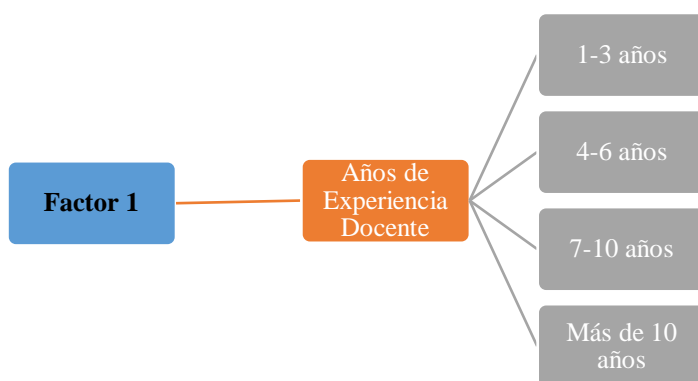 Factor 1
Años de
Experiencia
Docente
1-3 años
4-6 años
7-10 años
Más de 10
años